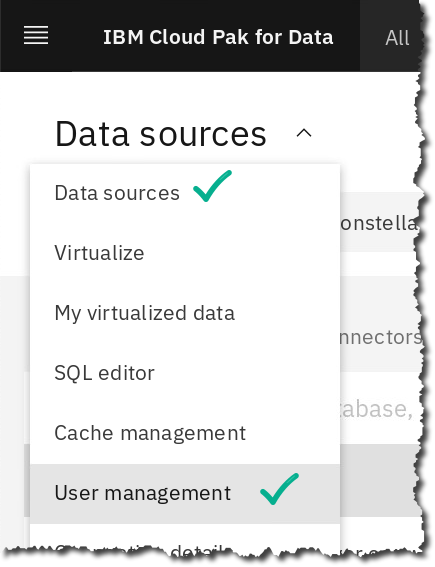 IBM Cloud Pak for Data
All
Data sources
Data sources
Virtualize
onstella
My virtualized data
nnectors
SQL editor
tabase,
Cache management
User management
details